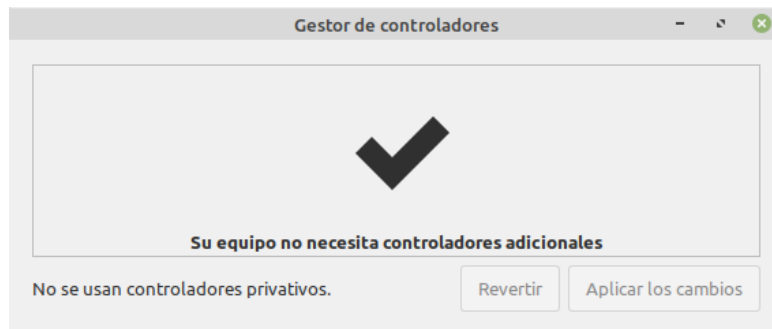 Gestor de controladores
Su equipo no necesita controladores adicionales
No se usan controladores privativos.
Revertir
Aplicar los cambios